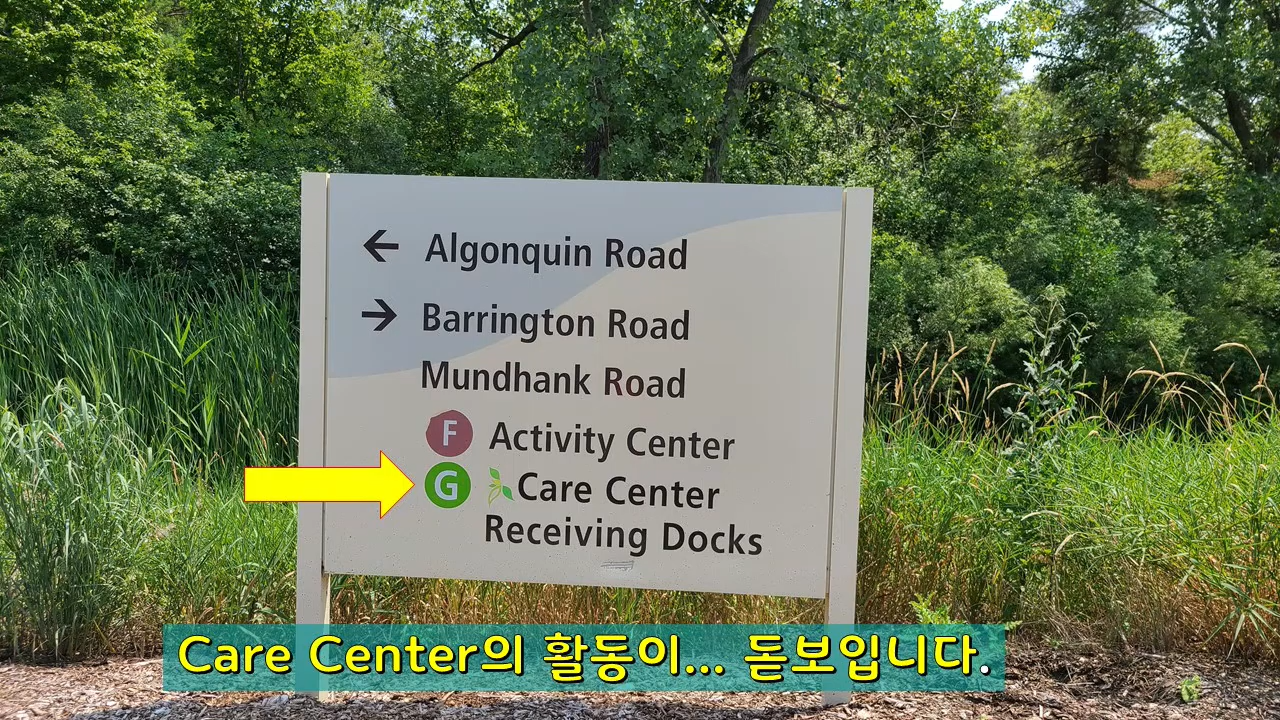 ← Algonquin Road
→ Barrington Road
Mundhank Road
F Activity Center
G Care Center
Receiving Docks
Care Center의 활동이... 돋보입니다.